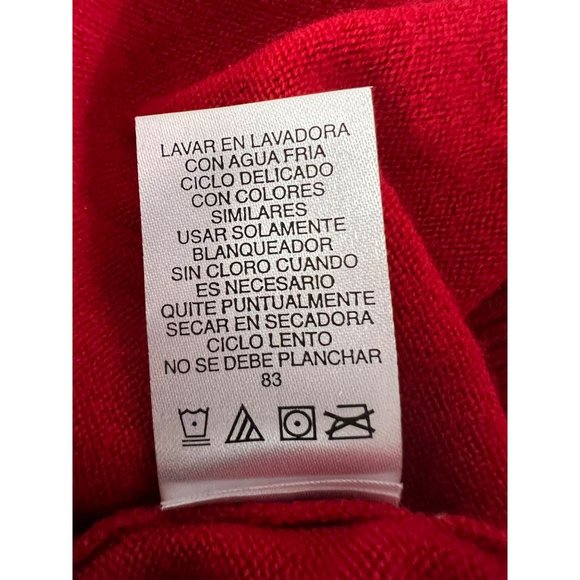 LAVAR EN LAVADORA
CON AGUA FRIA
CICLO DELICADO
CON COLORES
SIMILARES
USAR SOLAMENTE
BLANQUEADOR
SIN CLORO CUANDO
ES NECESARIO
QUITE PUNTUALMENTE
SECAR EN SECADORA
CICLO LENTO
NO SE DEBE PLANCHAR
83